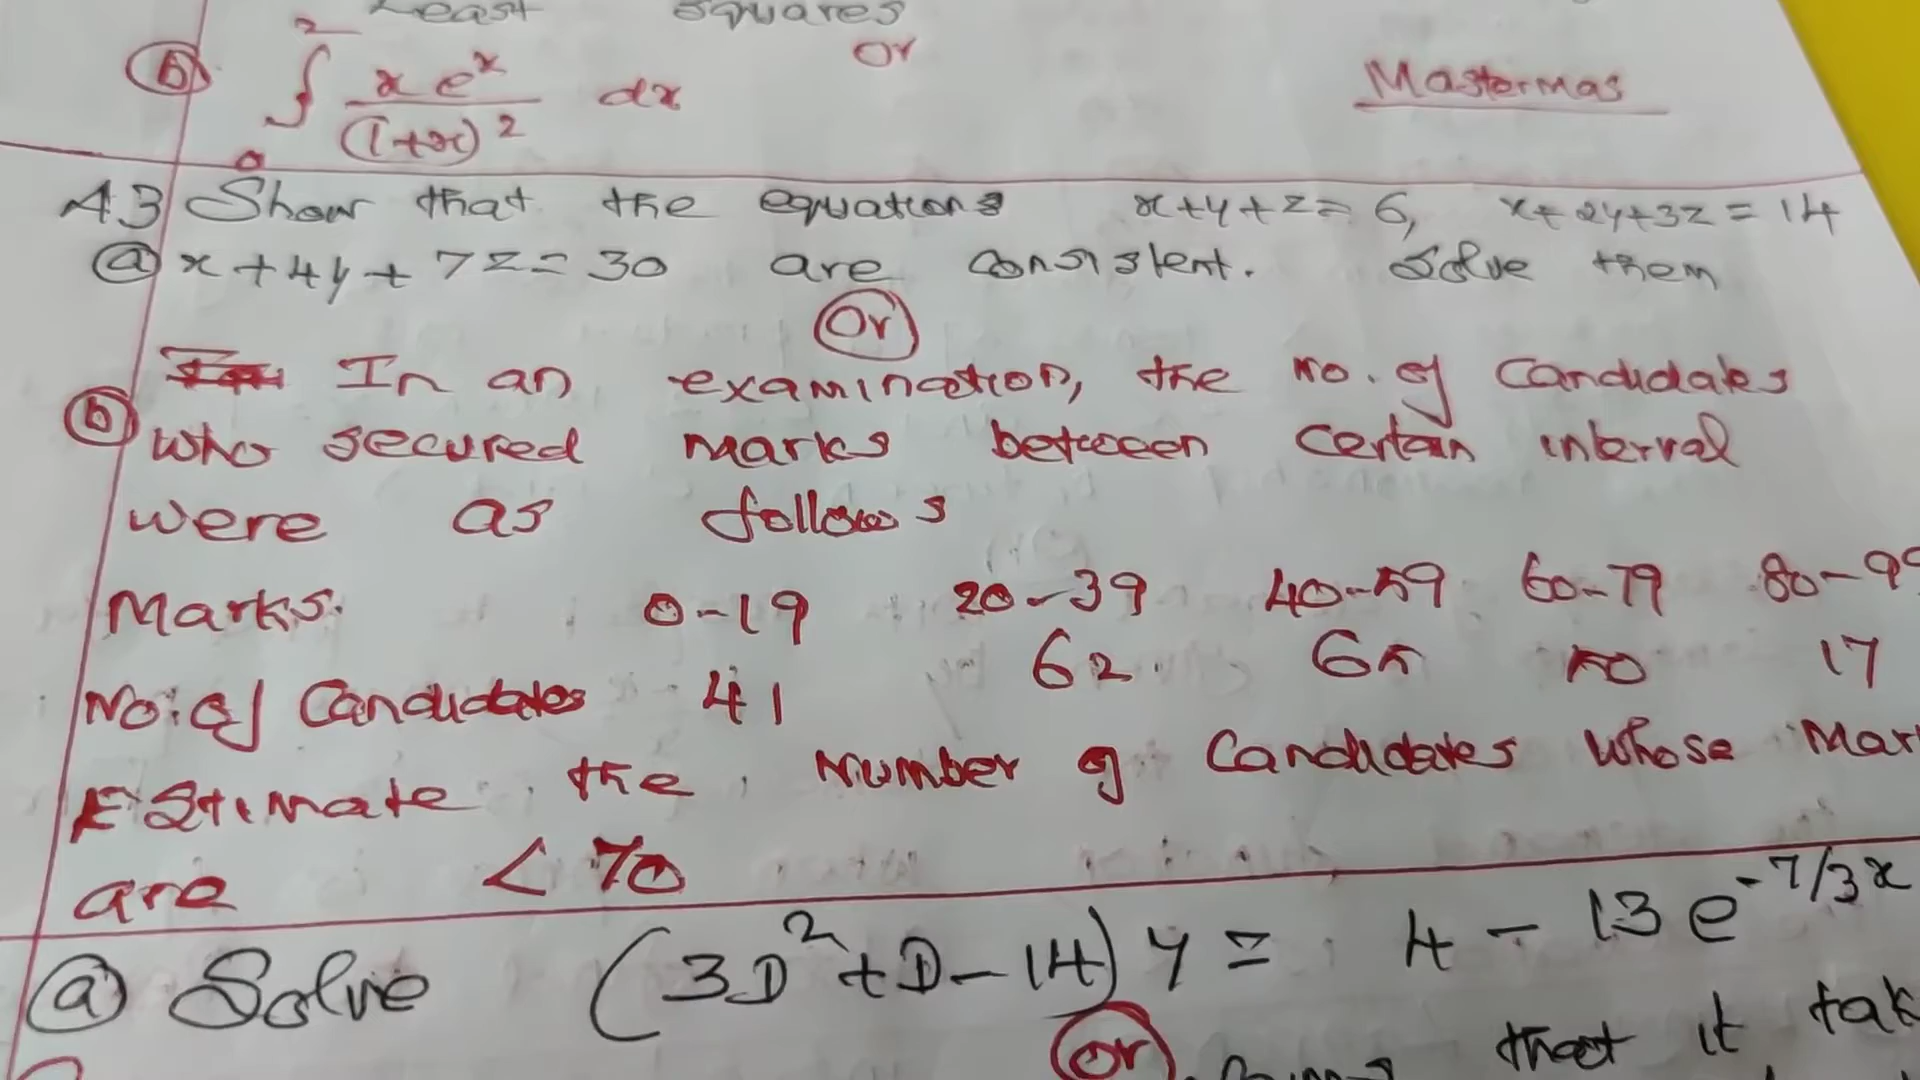 Least squares
or
(b) ∫₀² x eˣ / (1+x)² dx
Mastermas
A3 Show that the equations x+y+z=6, x+2y+3z=14
(a) x+4y+7z=30 are consistent. Solve them
(Or)
(b) In an examination, the no. of candidates
who secured marks between certain interval
were as follows
Marks. 0-19 20-39 40-59 60-79 80-99
No: of Candidates 41 62 65 50 17
Estimate the number of candidates whose Mar
are < 70
(a) Solve (3D²+D-14) y = 4 - 13 e^-7/3x
(or) that it tak